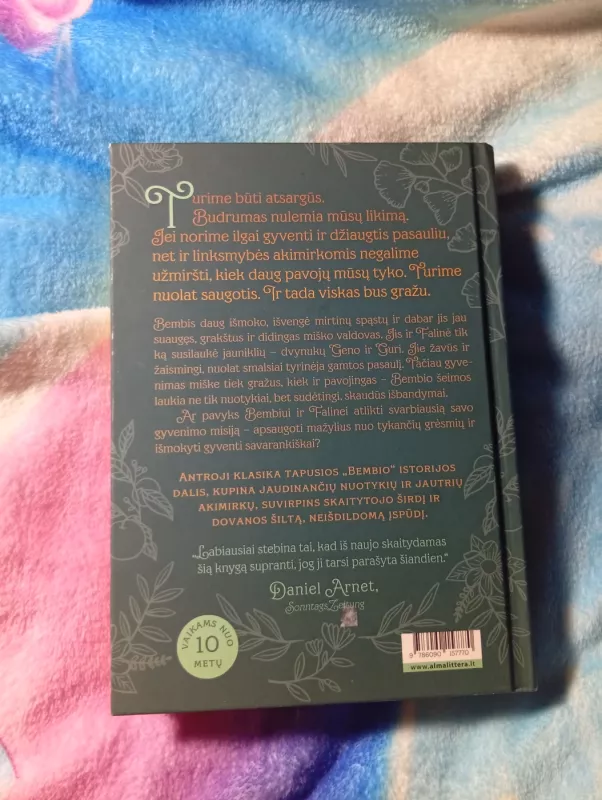 Turime būti atsargūs.
Budrumas nulemia mūsų likimą.
Jei norime ilgai gyventi ir džiaugtis pasauliu,
net ir linksmybės akimirkomis negalime
užmiršti, kiek daug pavojų mūsų tyko. Turime
nuolat saugotis. Ir tada viskas bus gražu.
Bembis daug išmoko, išvengė mirtinų spąstų ir dabar jis jau
suaugęs, grakštus ir didingas miško valdovas. Jis ir Falinė tik
ką susilaukė jauniklių – dvynukų Geno ir Guri. Jie žavūs ir
žaismingi, nuolat smalsiai tyrinėja gamtos pasaulį. Tačiau gyve-
nimas miške tiek gražus, kiek ir pavojingas – Bembio šeimos
laukia ne tik nuotykiai, bet sudėtingi, skaudūs išbandymai.
Ar pavyks Bembiui ir Falinei atlikti svarbiausią savo
gyvenimo misiją – apsaugoti mažylius nuo tykančių grėsmių ir
išmokyti gyventi savarankiškai?
Antroji klasika tapusios „Bembio“ istorijos
dalis, kupina jaudinančių nuotykių ir jautrių
akimirkų, suvirpins skaitytojo širdį ir
dovanos šiltą, neišdildomą įspūdį.
„Labiausiai stebina tai, kad iš naujo skaitydamas
šią knygą supranti, jog ji tarsi parašyta šiandien.“
Daniel Arnet,
SonntagsZeitung
VAIKAMS NUO
10
METŲ
9 786090 157770
www.almalittera.lt